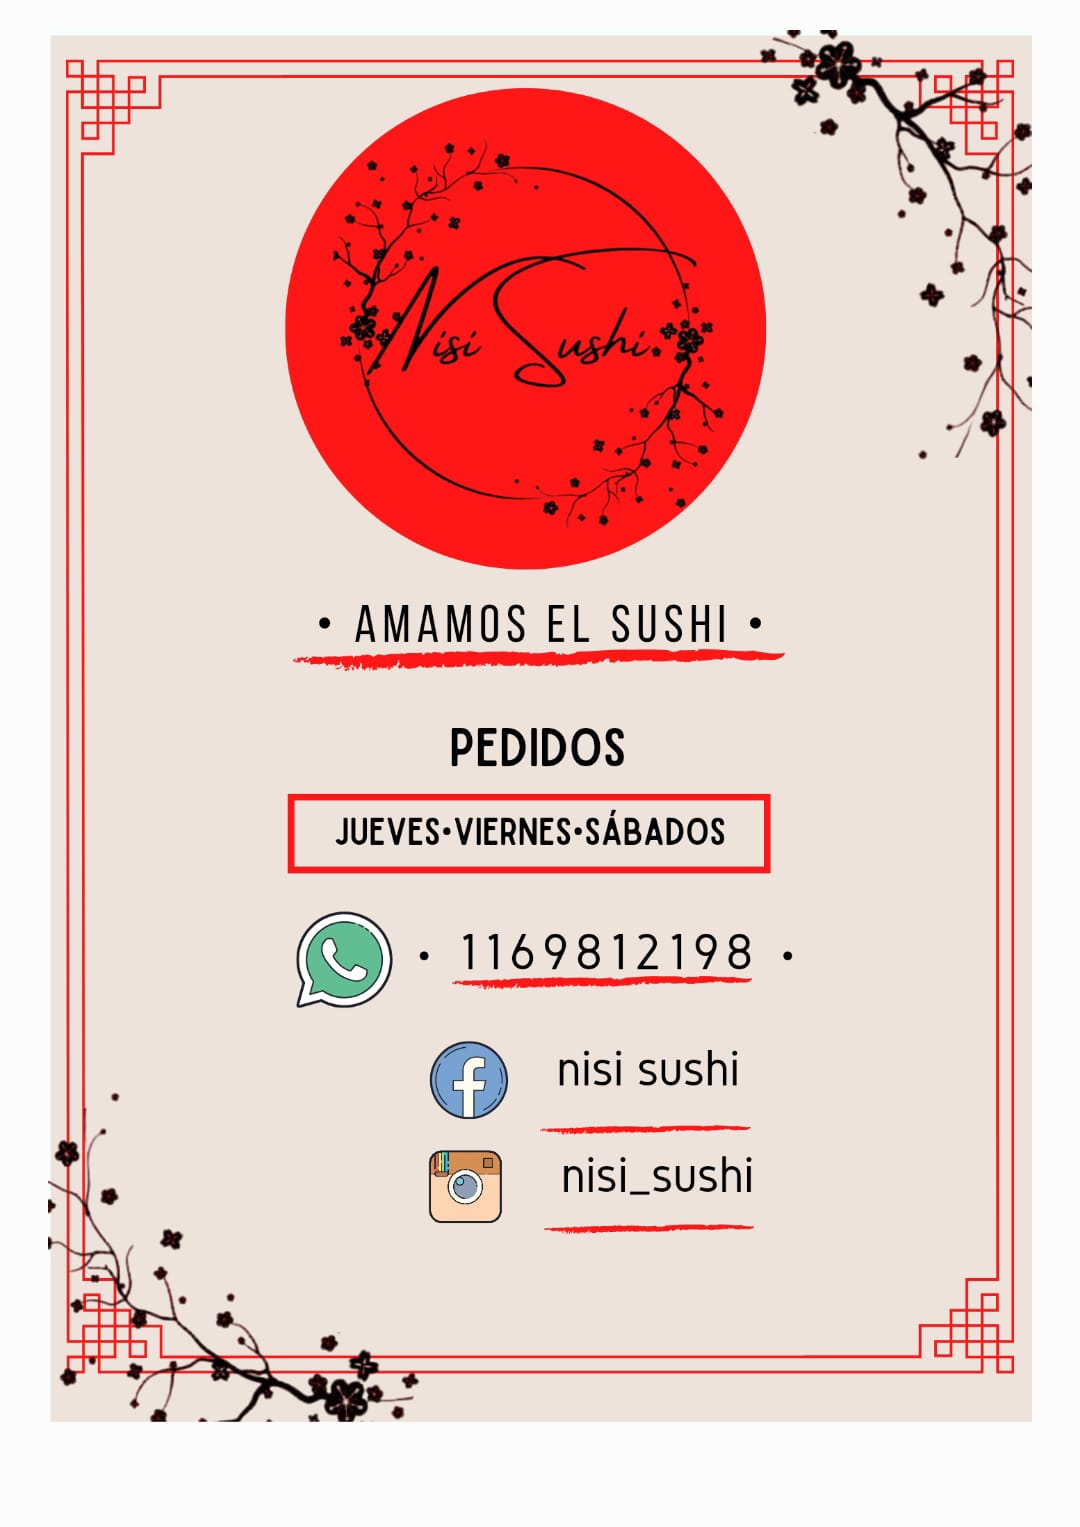 Nisi Sushi.
• AMAMOS EL SUSHI •
PEDIDOS
JUEVES•VIERNES•SÁBADOS
• 1169812198 •
nisi sushi
nisi_sushi